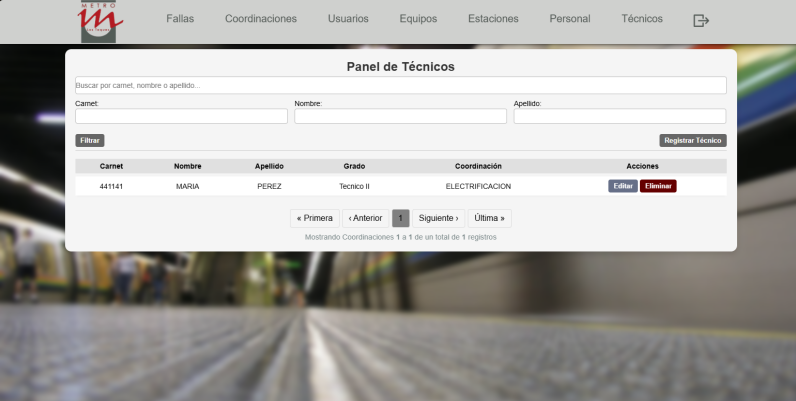 METRO
Los Teques
Fallas Coordinaciones Usuarios Equipos Estaciones Personal Técnicos
Panel de Técnicos
Buscar por carnet, nombre o apellido...
Carnet: Nombre: Apellido:
Filtrar Registrar Técnico
Carnet Nombre Apellido Grado Coordinación Acciones
441141 MARIA PEREZ Tecnico II ELECTRIFICACION Editar Eliminar
« Primera ‹ Anterior 1 Siguiente › Última »
Mostrando Coordinaciones 1 a 1 de un total de 1 registros